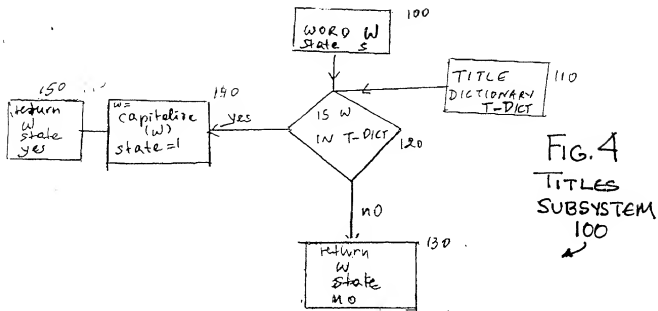 100
WORD W
state s
TITLE
DICTIONARY
T-DICT
110
150
return
W
state
yes
140
w=
capitalize
(w)
state=1
yes
IS W
IN T-DICT
120
no
130
return
W
state
no
FIG. 4
TITLES
SUBSYSTEM
100